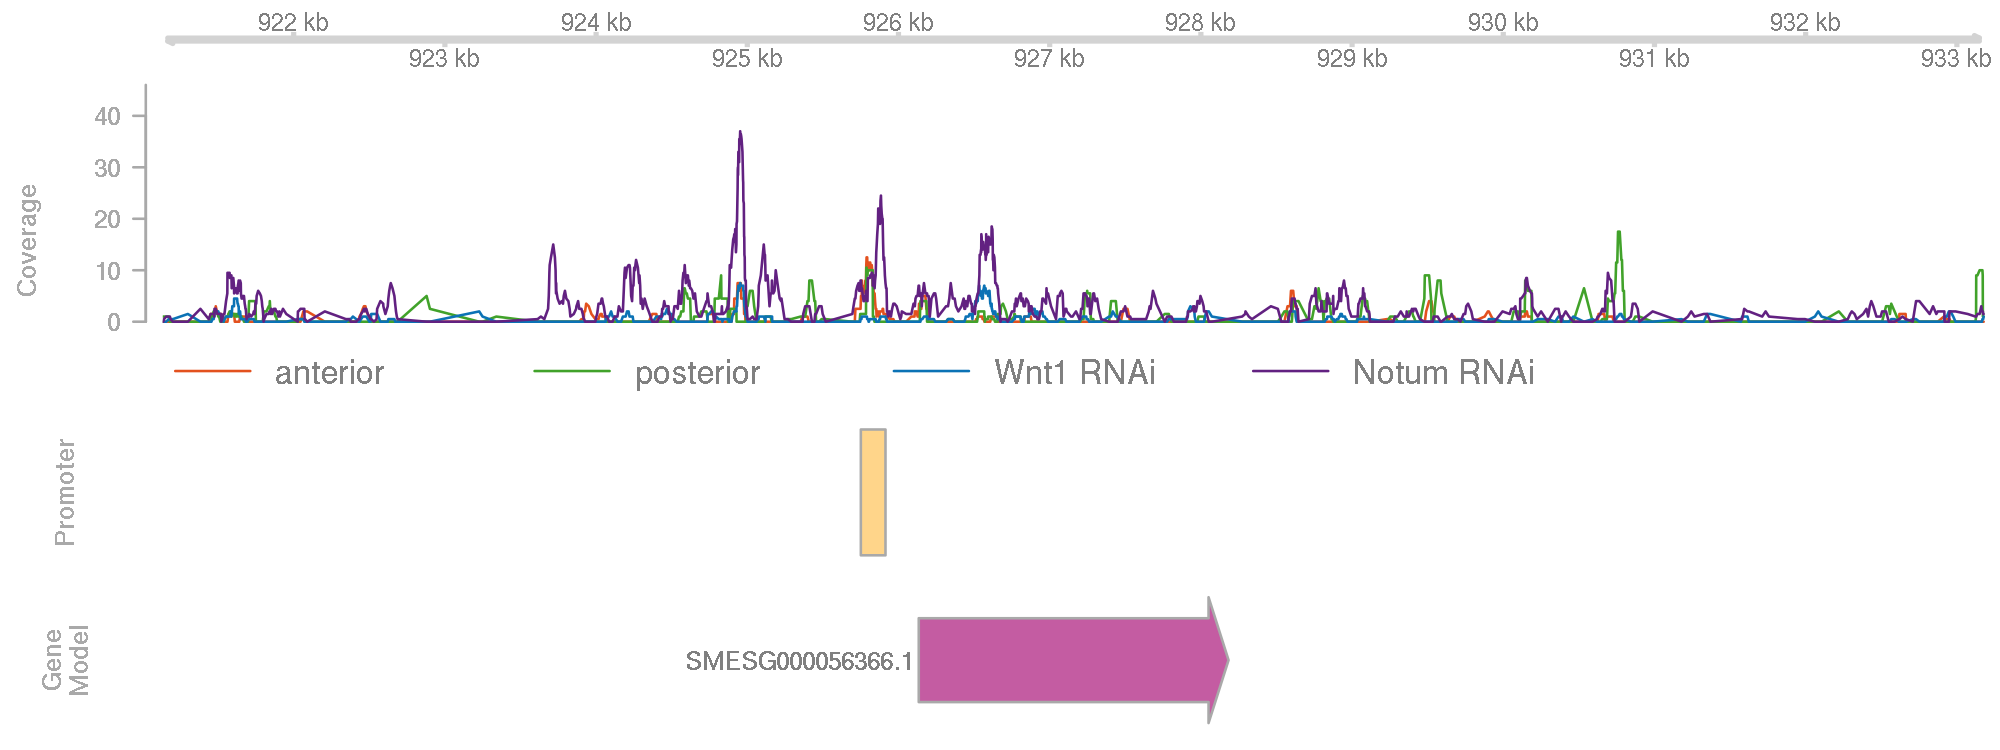 922 kb 924 kb 926 kb 928 kb 930 kb 932 kb
923 kb 925 kb 927 kb 929 kb 931 kb 933 kb
Coverage
40
30
20
10
0
anterior posterior Wnt1 RNAi Notum RNAi
Promoter
Gene
Model
SMESG000056366.1